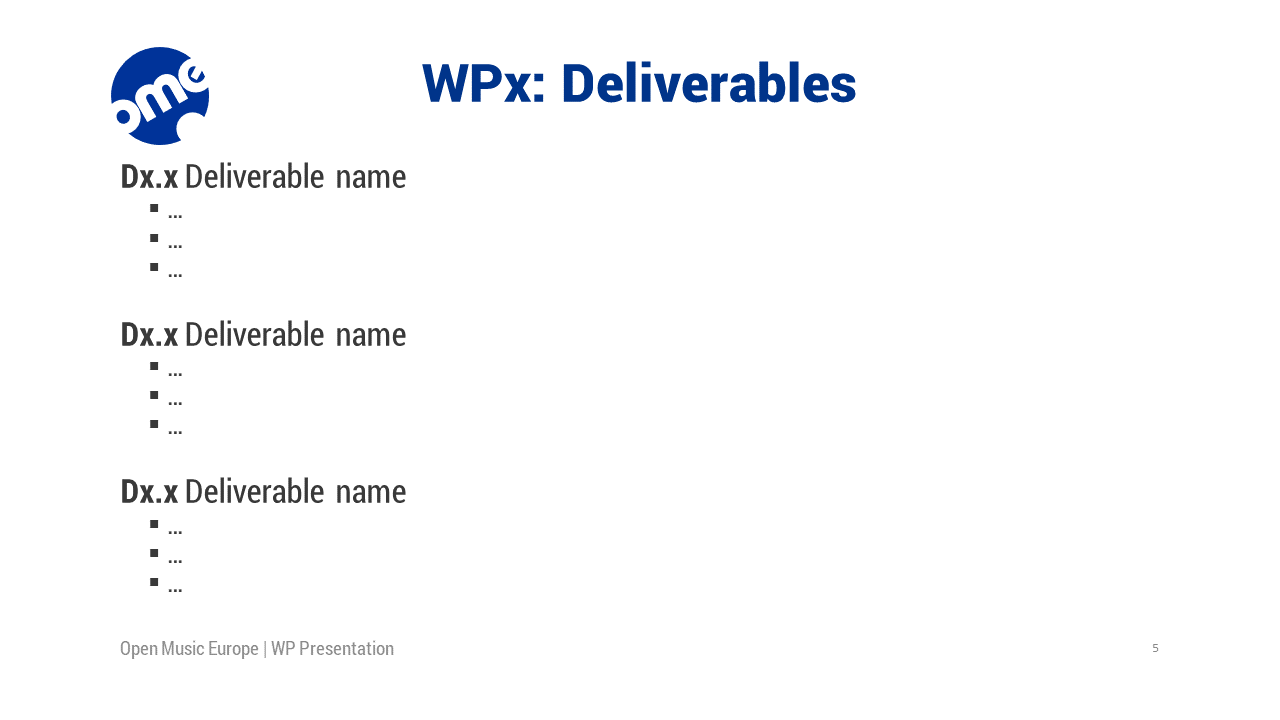 ome
WPx: Deliverables
Dx.x Deliverable name
▪ ...
▪ ...
▪ ...
Dx.x Deliverable name
▪ ...
▪ ...
▪ ...
Dx.x Deliverable name
▪ ...
▪ ...
▪ ...
Open Music Europe | WP Presentation
5